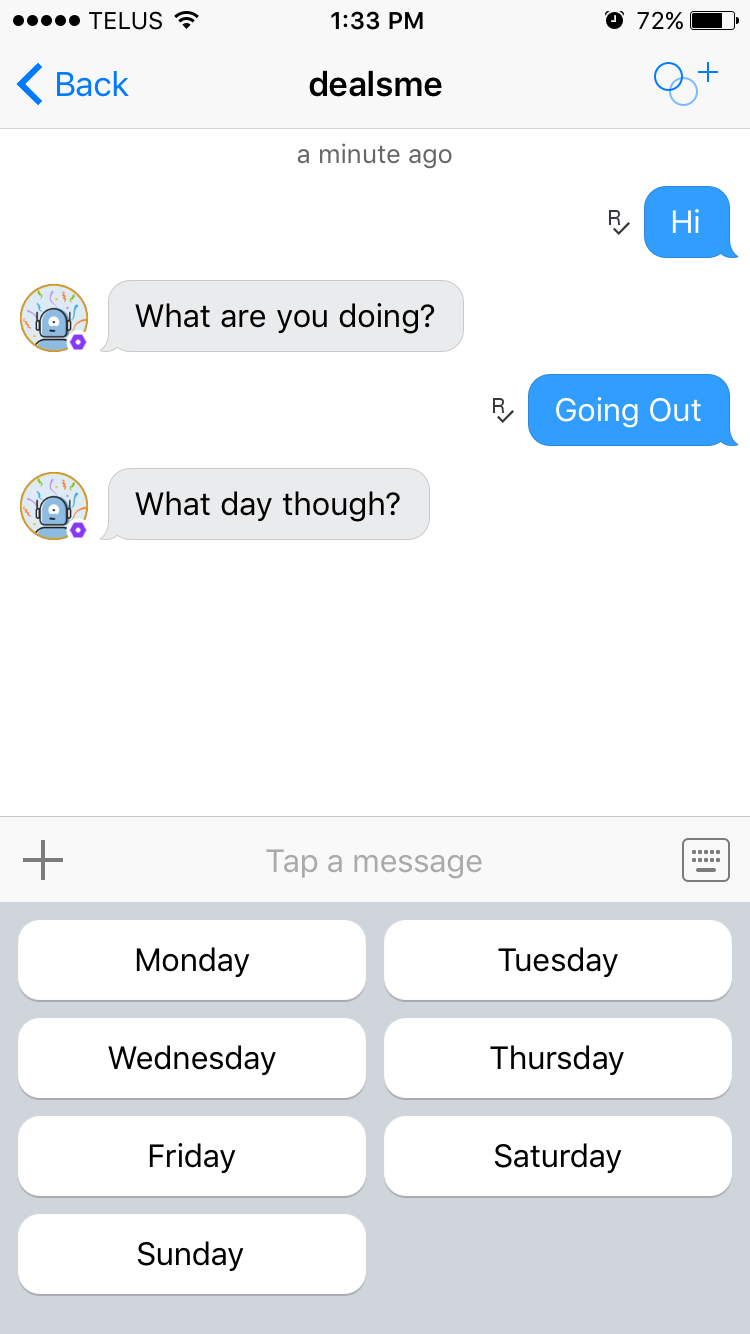 TELUS 1:33 PM 72%
Back dealsme
a minute ago
R Hi
What are you doing?
R Going Out
What day though?
Tap a message
Monday Tuesday
Wednesday Thursday
Friday Saturday
Sunday